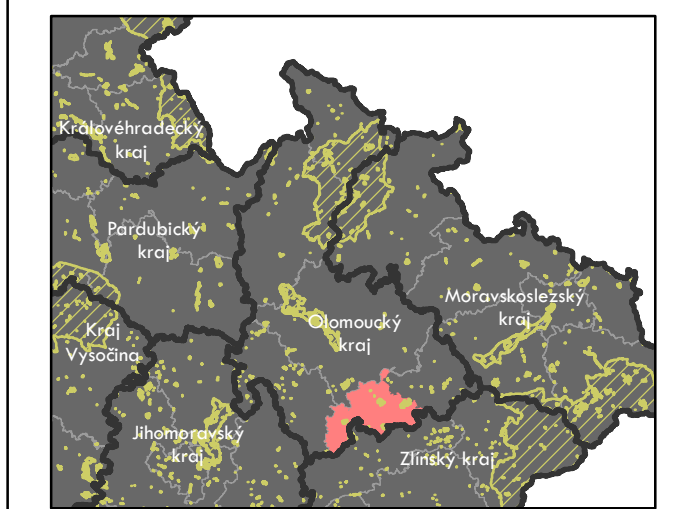 Královéhradecký
kraj
Pardubický
kraj
Moravskoslezský
kraj
Olomoucký
kraj
Kraj
Vysočina
Jihomoravský
kraj
Zlínský kraj